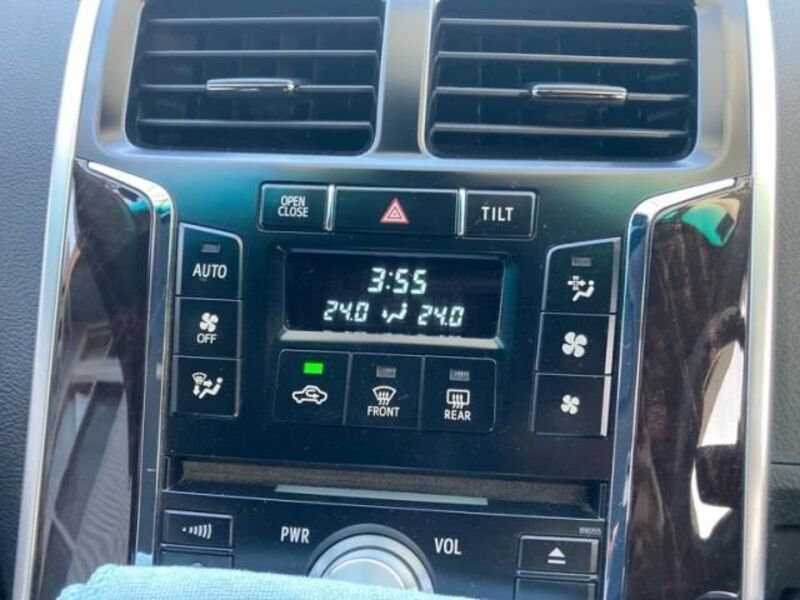 OPEN
CLOSE
TILT
AUTO
3:55
24.0 24.0
OFF
FRONT
REAR
PWR
VOL